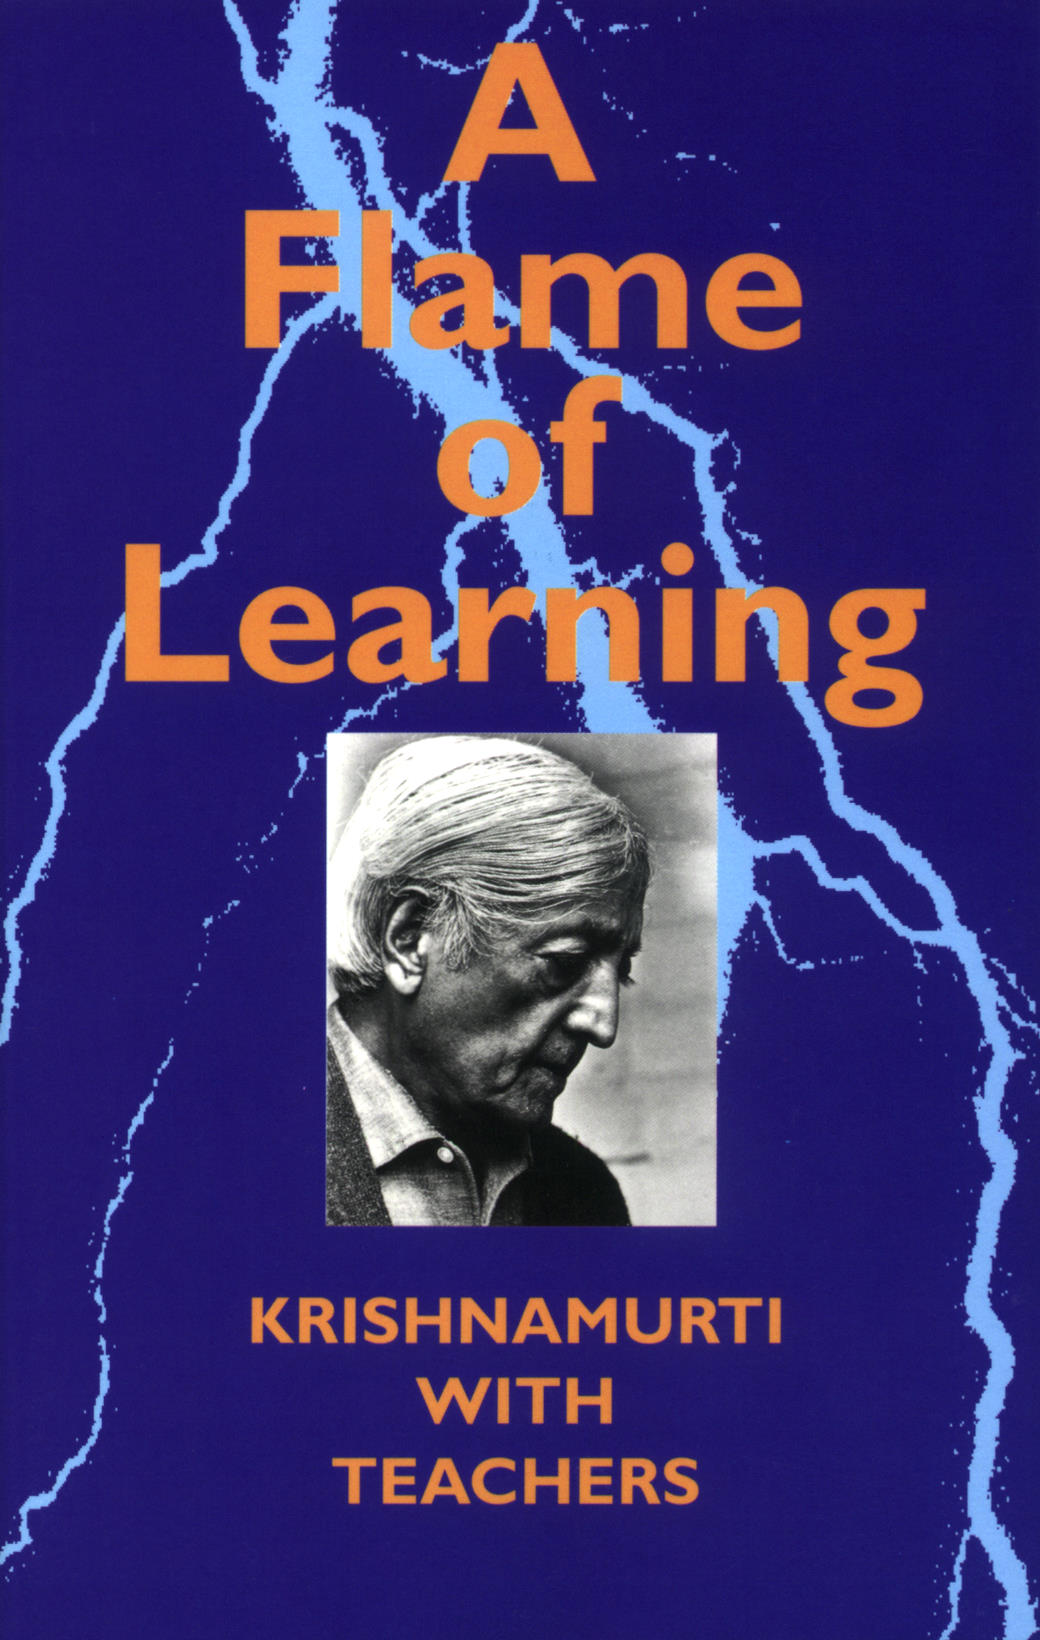 A
Flame
of
Learning
KRISHNAMURTI
WITH
TEACHERS